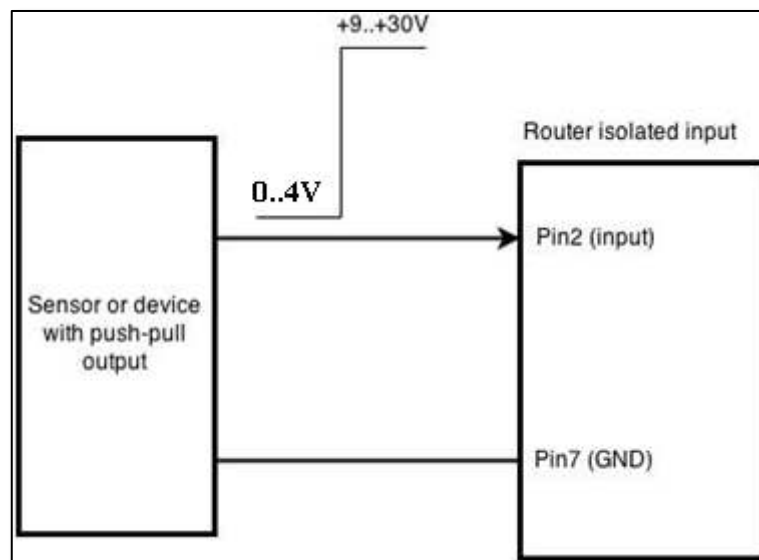 +9..+30V
Router isolated input
0..4V
Pin2 (input)
Sensor or device
with push-pull
output
Pin7 (GND)